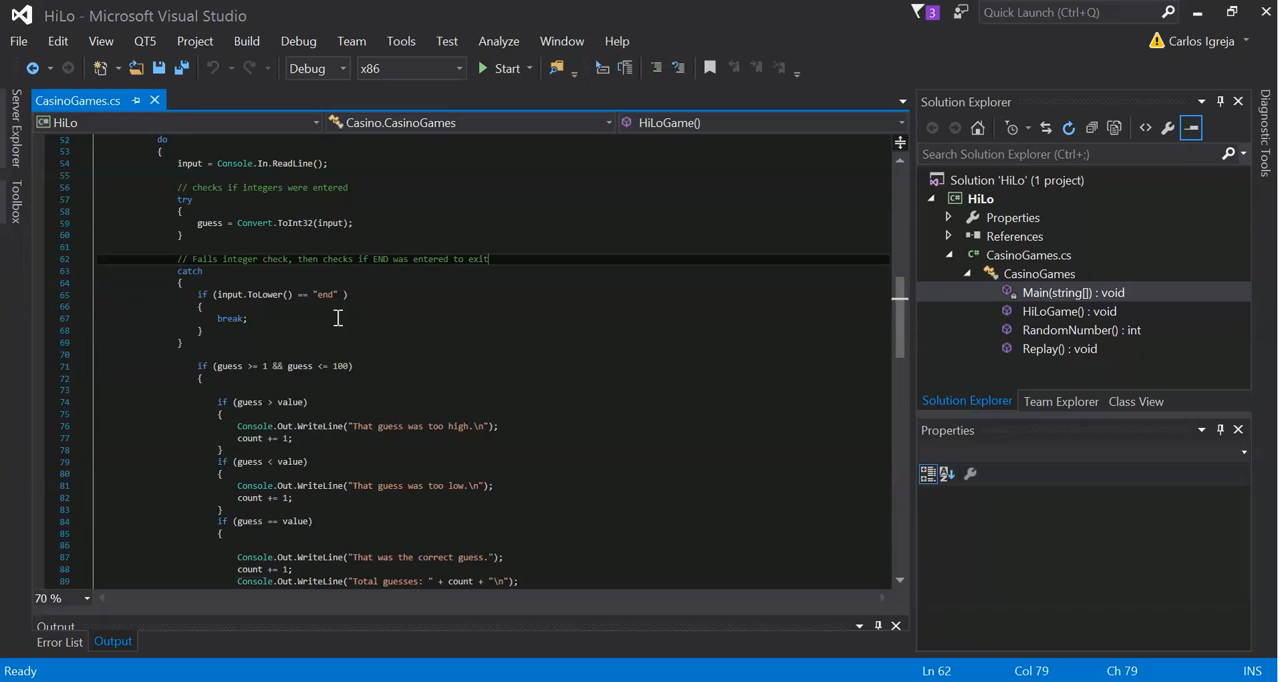 HiLo - Microsoft Visual Studio
3
Quick Launch (Ctrl+Q)
File Edit View QT5 Project Build Debug Team Tools Test Analyze Window Help
Carlos Igreja
Debug x86 Start
Server Explorer
Toolbox
CasinoGames.cs
HiLo Casino.CasinoGames HiLoGame()
52 do
53 {
54 input = Console.In.ReadLine();
55
56 // checks if integers were entered
57 try
58 {
59 guess = Convert.ToInt32(input);
60 }
61
62 // Fails integer check, then checks if END was entered to exit
63 catch
64 {
65 if (input.ToLower() == "end" )
66 {
67 break;
68 }
69 }
70
71 if (guess >= 1 && guess <= 100)
72 {
73
74 if (guess > value)
75 {
76 Console.Out.WriteLine("That guess was too high.\n");
77 count += 1;
78 }
79 if (guess < value)
80 {
81 Console.Out.WriteLine("That guess was too low.\n");
82 count += 1;
83 }
84 if (guess == value)
85 {
86
87 Console.Out.WriteLine("That was the correct guess.");
88 count += 1;
89 Console.Out.WriteLine("Total guesses: " + count + "\n");
70 %
Output
Error List Output
Solution Explorer
Search Solution Explorer (Ctrl+;)
Solution 'HiLo' (1 project)
C# HiLo
Properties
References
C# CasinoGames.cs
CasinoGames
Main(string[]) : void
HiLoGame() : void
RandomNumber() : int
Replay() : void
Solution Explorer Team Explorer Class View
Properties
Diagnostic Tools
Ready Ln 62 Col 79 Ch 79 INS